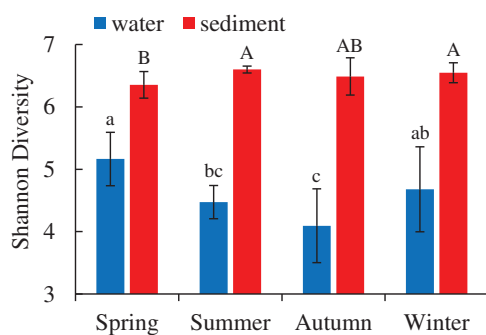 water sediment
Shannon Diversity
7
6
5
4
3
a
B
bc
A
c
AB
ab
A
Spring Summer Autumn Winter